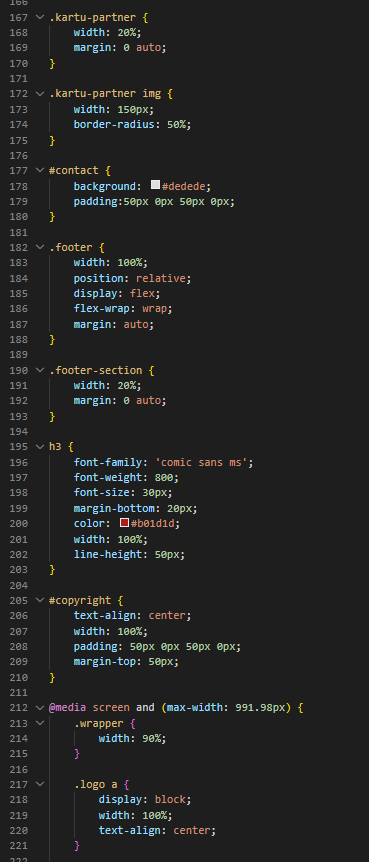 166
167 .kartu-partner {
168 width: 20%;
169 margin: 0 auto;
170 }
171
172 .kartu-partner img {
173 width: 150px;
174 border-radius: 50%;
175 }
176
177 #contact {
178 background: #dedede;
179 padding:50px 0px 50px 0px;
180 }
181
182 .footer {
183 width: 100%;
184 position: relative;
185 display: flex;
186 flex-wrap: wrap;
187 margin: auto;
188 }
189
190 .footer-section {
191 width: 20%;
192 margin: 0 auto;
193 }
194
195 h3 {
196 font-family: 'comic sans ms';
197 font-weight: 800;
198 font-size: 30px;
199 margin-bottom: 20px;
200 color: #b01d1d;
201 width: 100%;
202 line-height: 50px;
203 }
204
205 #copyright {
206 text-align: center;
207 width: 100%;
208 padding: 50px 0px 50px 0px;
209 margin-top: 50px;
210 }
211
212 @media screen and (max-width: 991.98px) {
213 .wrapper {
214 width: 90%;
215 }
216
217 .logo a {
218 display: block;
219 width: 100%;
220 text-align: center;
221 }
222